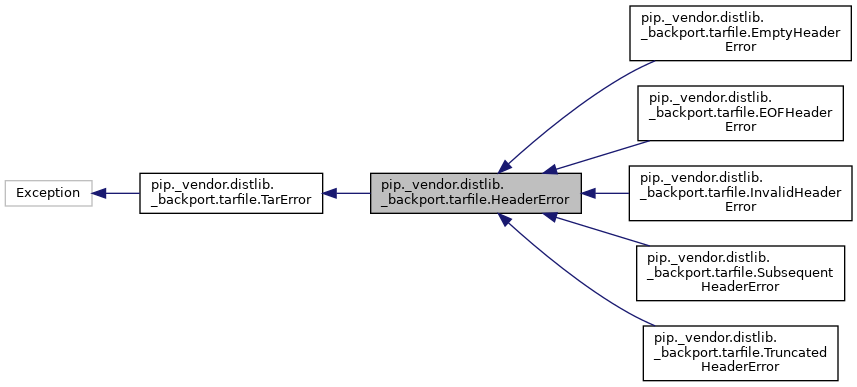 Exception
pip._vendor.distlib.
_backport.tarfile.TarError
pip._vendor.distlib.
_backport.tarfile.HeaderError
pip._vendor.distlib.
_backport.tarfile.EmptyHeader
Error
pip._vendor.distlib.
_backport.tarfile.EOFHeader
Error
pip._vendor.distlib.
_backport.tarfile.InvalidHeader
Error
pip._vendor.distlib.
_backport.tarfile.Subsequent
HeaderError
pip._vendor.distlib.
_backport.tarfile.Truncated
HeaderError